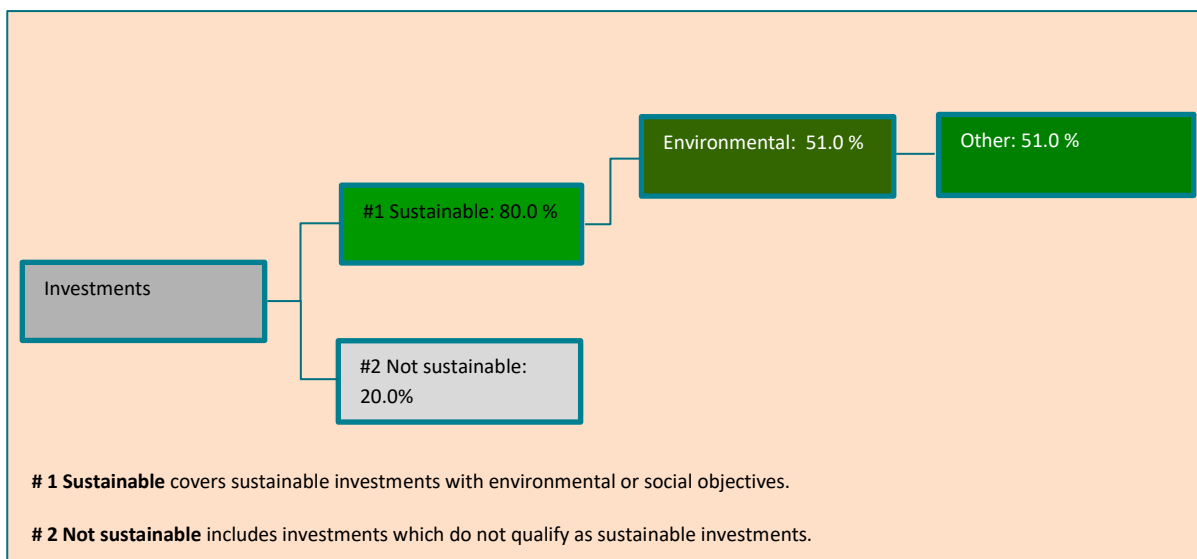 Environmental:  51.0 %
Other: 51.0 %
#1 Sustainable: 80.0 %
Investments
#2 Not sustainable:
20.0%
# 1 Sustainable covers sustainable investments with environmental or social objectives.
# 2 Not sustainable includes investments which do not qualify as sustainable investments.